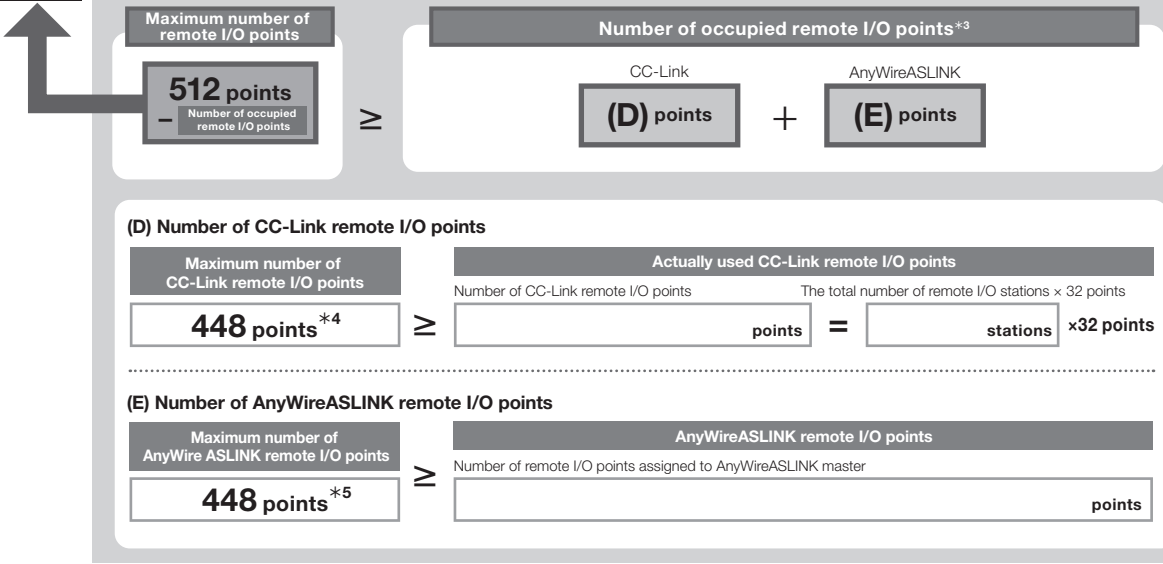 Maximum number of
remote I/O points
Number of occupied remote I/O points*3
512 points
− Number of occupied
remote I/O points
≥
CC-Link
(D) points
+
AnyWireASLINK
(E) points
(D) Number of CC-Link remote I/O points
Maximum number of
CC-Link remote I/O points
448 points*4
≥
Actually used CC-Link remote I/O points
Number of CC-Link remote I/O points
The total number of remote I/O stations × 32 points
points = stations ×32 points
(E) Number of AnyWireASLINK remote I/O points
Maximum number of
AnyWire ASLINK remote I/O points
448 points*5
≥
AnyWireASLINK remote I/O points
Number of remote I/O points assigned to AnyWireASLINK master
points